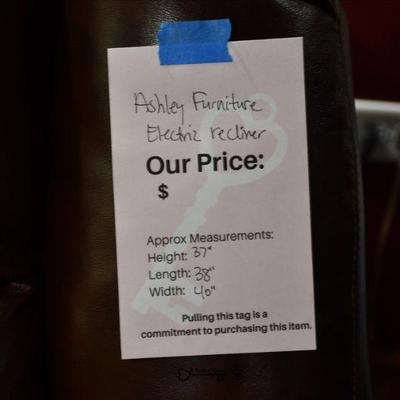 Ashley Furniture
Electric recliner
Our Price:
$
Approx Measurements:
Height: 37"
Length: 38"
Width: 40"
Pulling this tag is a
commitment to purchasing this item.